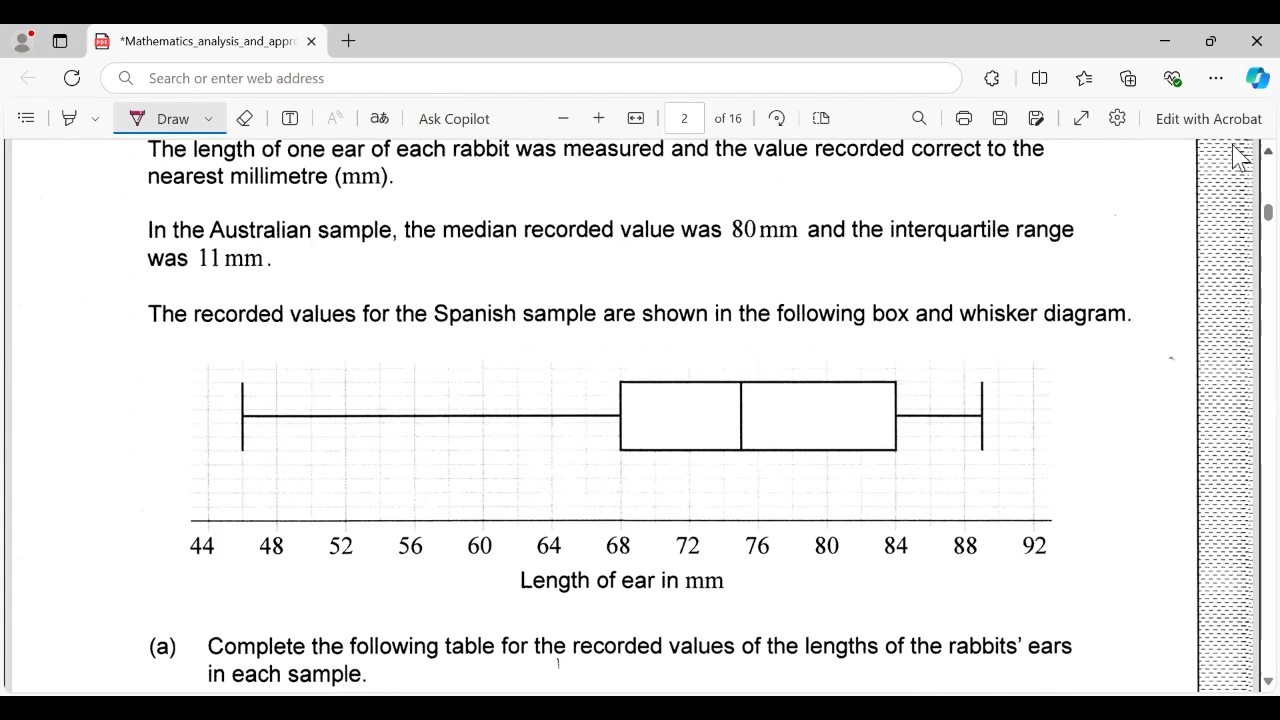 *Mathematics_analysis_and_appro
Search or enter web address
Draw
aあ
Ask Copilot
2
of 16
Edit with Acrobat
The length of one ear of each rabbit was measured and the value recorded correct to the
nearest millimetre (mm).
In the Australian sample, the median recorded value was 80 mm and the interquartile range
was 11 mm.
The recorded values for the Spanish sample are shown in the following box and whisker diagram.
44 48 52 56 60 64 68 72 76 80 84 88 92
Length of ear in mm
(a) Complete the following table for the recorded values of the lengths of the rabbits' ears
in each sample.